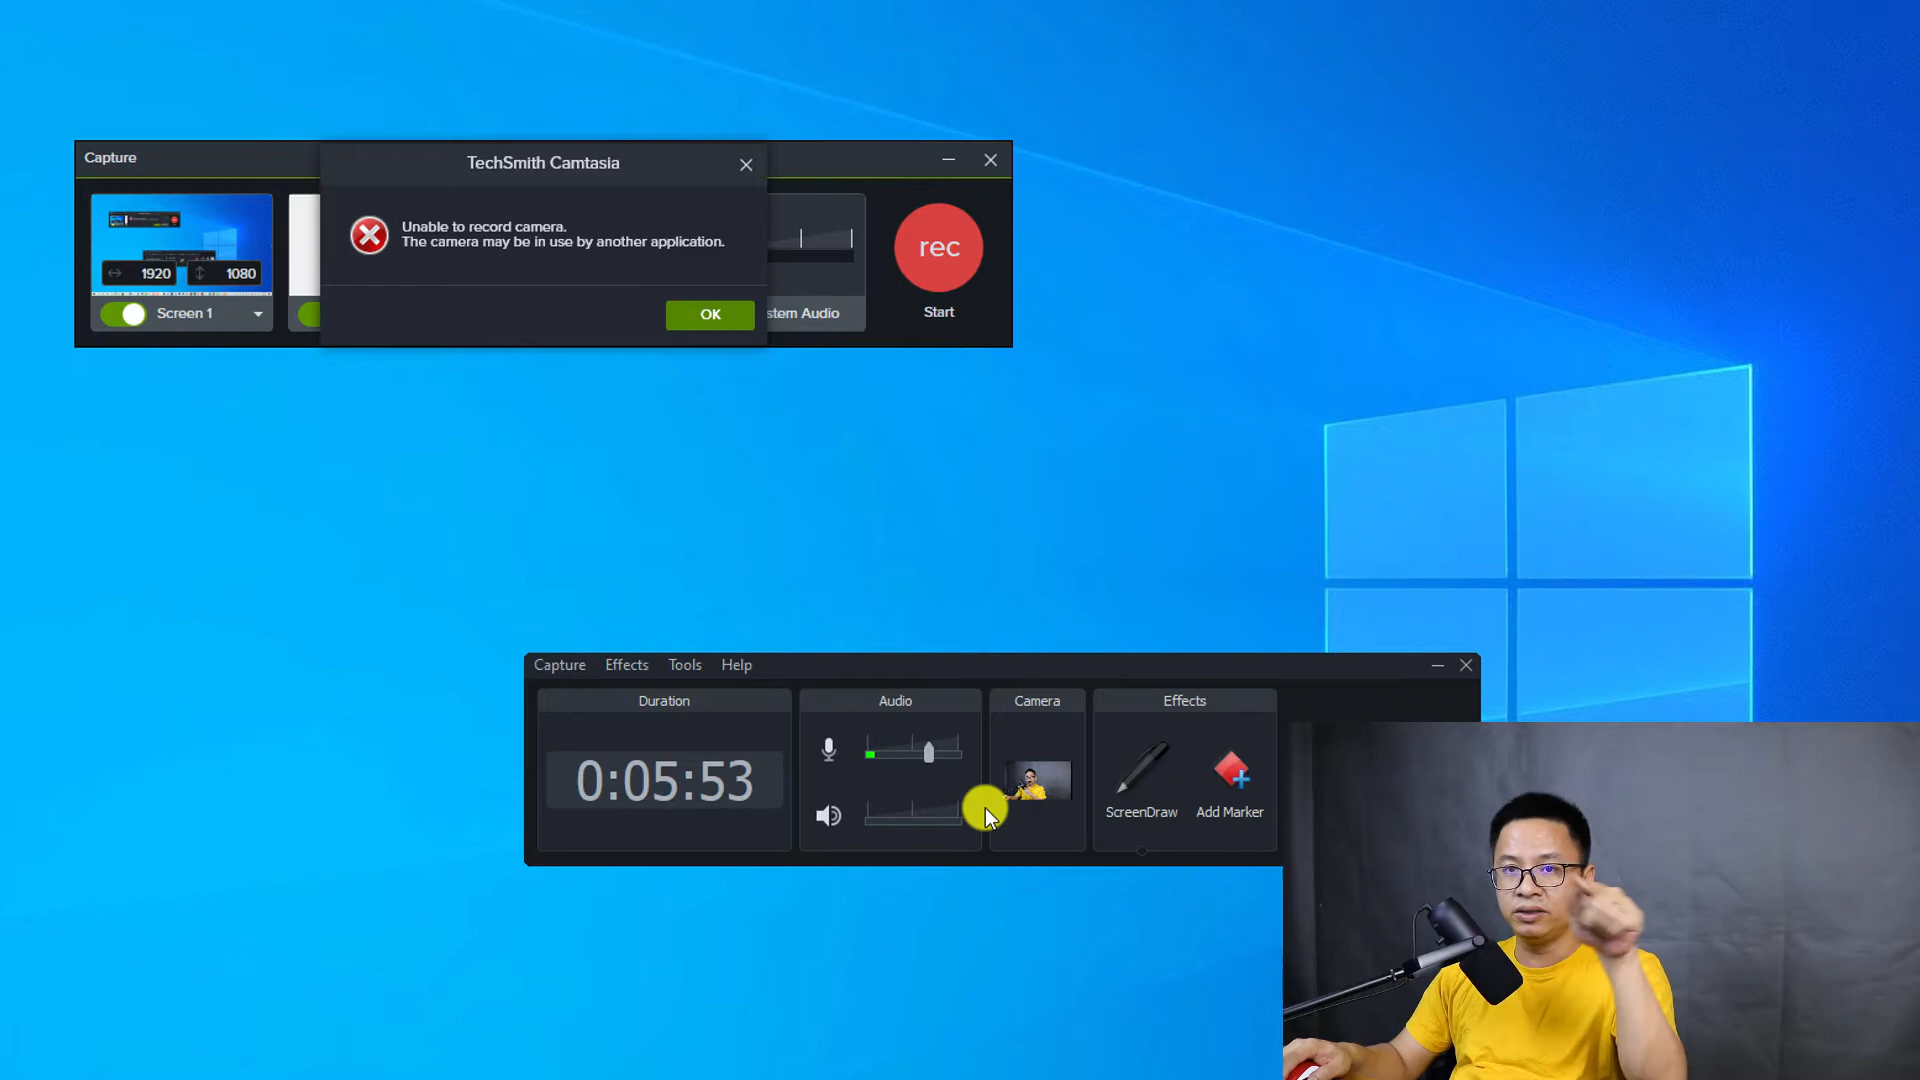 Capture
TechSmith Camtasia
Unable to record camera.
The camera may be in use by another application.
1920 1080
rec
Screen 1
OK
stem Audio
Start
Capture Effects Tools Help
Duration Audio Camera Effects
0:05:53
ScreenDraw Add Marker